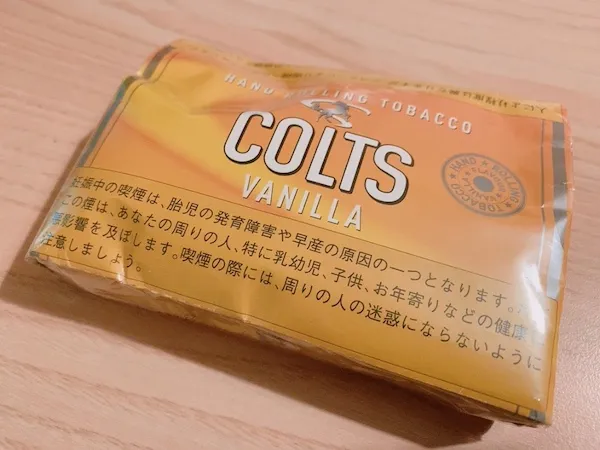 HAND ROLLING TOBACCO
COLTS
VANILLA
HAND ROLLING TOBACCO
妊娠中の喫煙は、胎児の発育障害や早産の原因の一つとなります。
この煙は、あなたの周りの人、特に乳幼児、子供、お年寄りなどの健康
悪影響を及ぼします。喫煙の際には、周りの人の迷惑にならないように
注意しましょう。